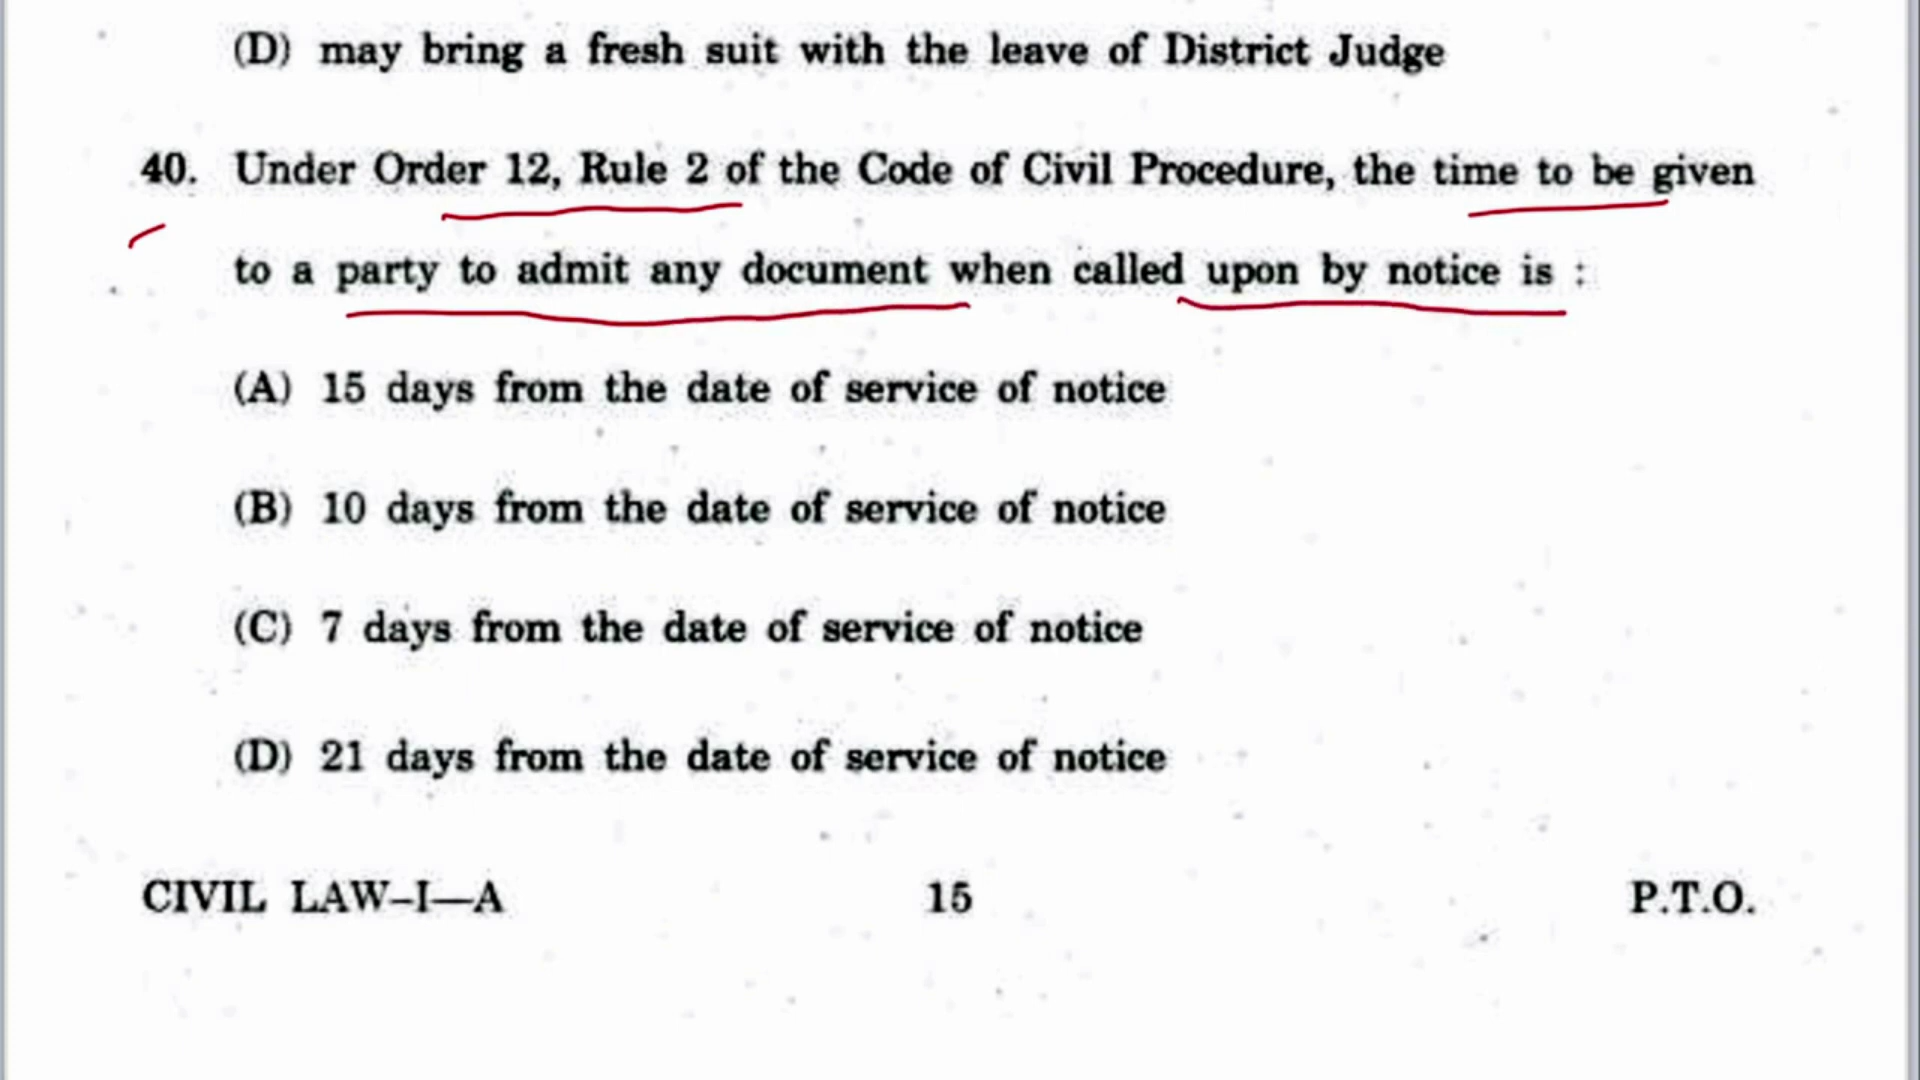 (D) may bring a fresh suit with the leave of District Judge
40. Under Order 12, Rule 2 of the Code of Civil Procedure, the time to be given
to a party to admit any document when called upon by notice is :
(A) 15 days from the date of service of notice
(B) 10 days from the date of service of notice
(C) 7 days from the date of service of notice
(D) 21 days from the date of service of notice
CIVIL LAW–I—A 15 P.T.O.